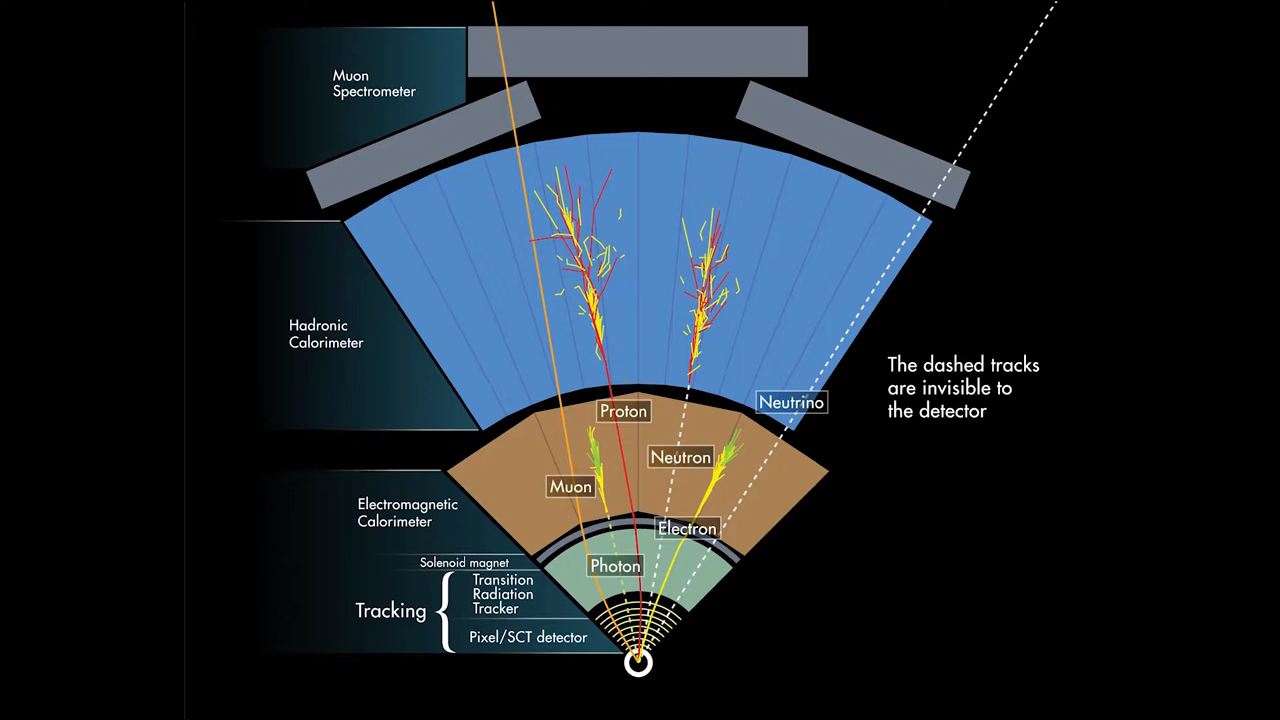 Muon
Spectrometer
Hadronic
Calorimeter
The dashed tracks
are invisible to
the detector
Neutrino
Proton
Neutron
Muon
Electron
Photon
Electromagnetic
Calorimeter
Solenoid magnet
Tracking
Transition
Radiation
Tracker
Pixel/SCT detector